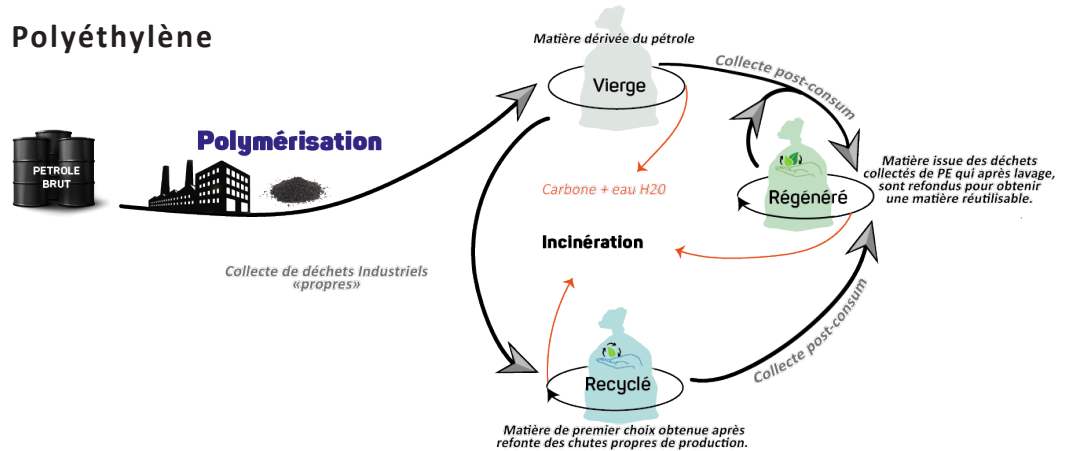 Polyéthylène
Matière dérivée du pétrole
Vierge
Collecte post-consum
Polymérisation
PETROLE
BRUT
Carbone + eau H20
Régénéré
Matière issue des déchets
collectés de PE qui après lavage,
sont refondus pour obtenir
une matière réutilisable.
Incinération
Collecte de déchets Industriels
«propres»
Collecte post-consum
Recyclé
Matière de premier choix obtenue après
refonte des chutes propres de production.